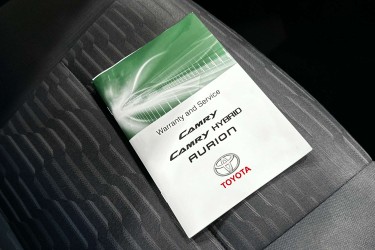 Warranty and Service
CAMRY
CAMRY HYBRID
AURION
TOYOTA